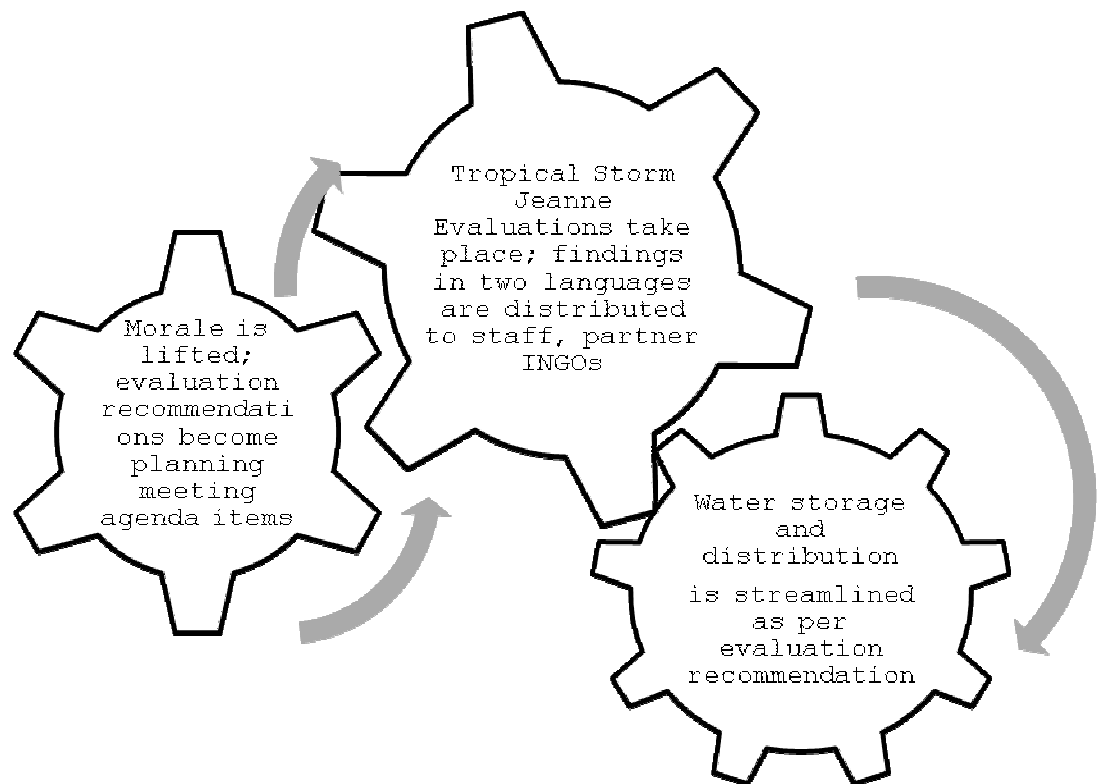 Tropical Storm
Jeanne
Evaluations take
place; findings
in two languages
are distributed
to staff, partner
INGOs
Morale is
lifted;
evaluation
recommendati
ons become
planning
meeting
agenda items
Water storage
and
distribution
is streamlined
as per
evaluation
recommendation